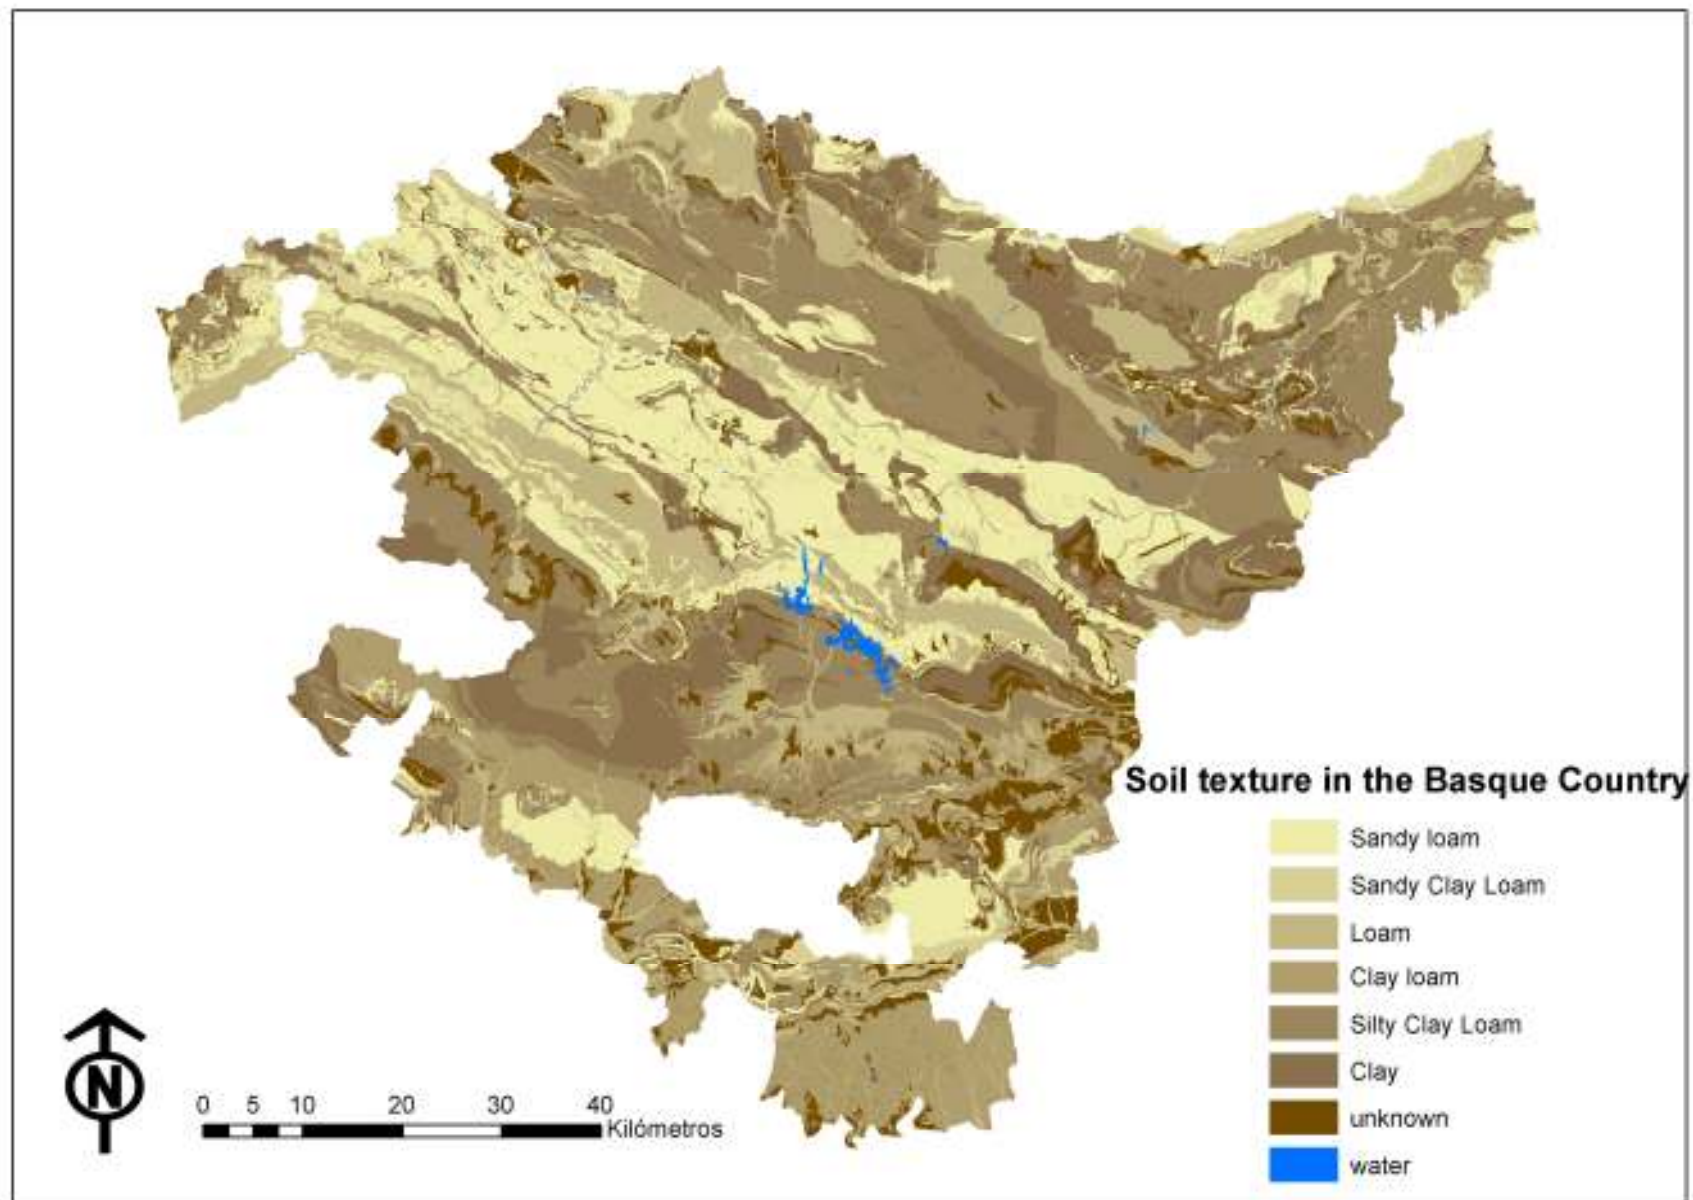 Soil texture in the Basque Country
Sandy loam
Sandy Clay Loam
Loam
Clay loam
Silty Clay Loam
Clay
unknown
water
N
0 5 10 20 30 40
Kilómetros